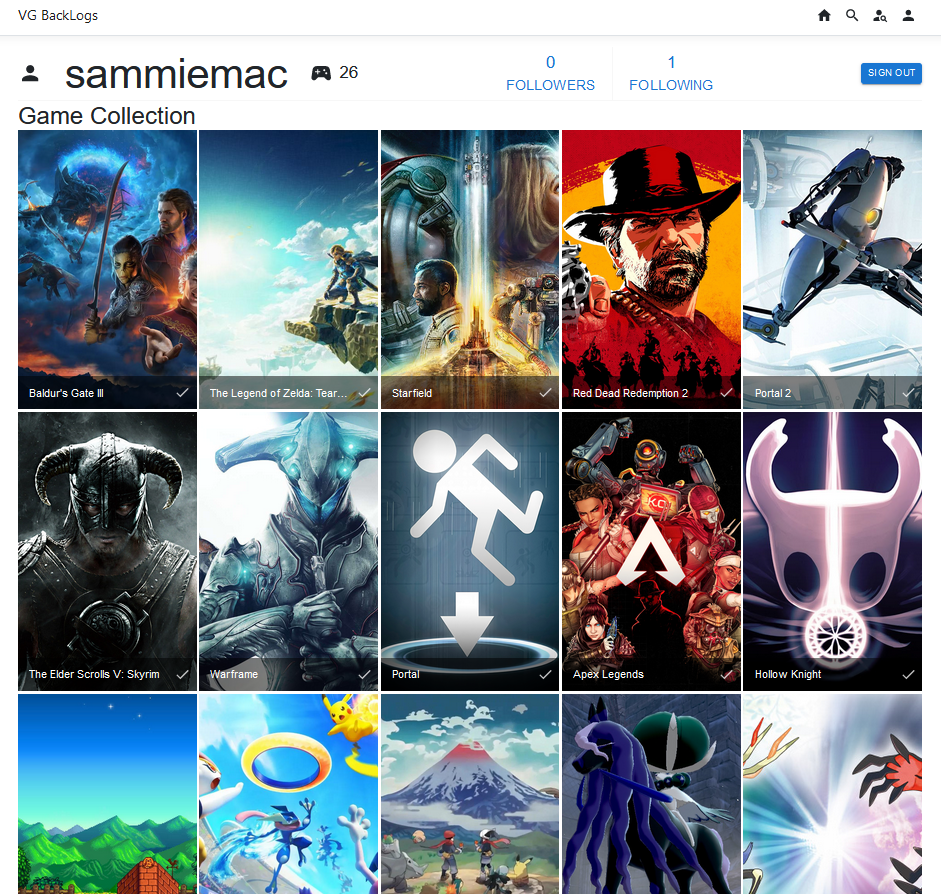 VG BackLogs
sammiemac
26
0
FOLLOWERS
1
FOLLOWING
SIGN OUT
Game Collection
Baldur's Gate III
The Legend of Zelda: Tear...
Starfield
Red Dead Redemption 2
Portal 2
The Elder Scrolls V: Skyrim
Warframe
Portal
Apex Legends
Hollow Knight